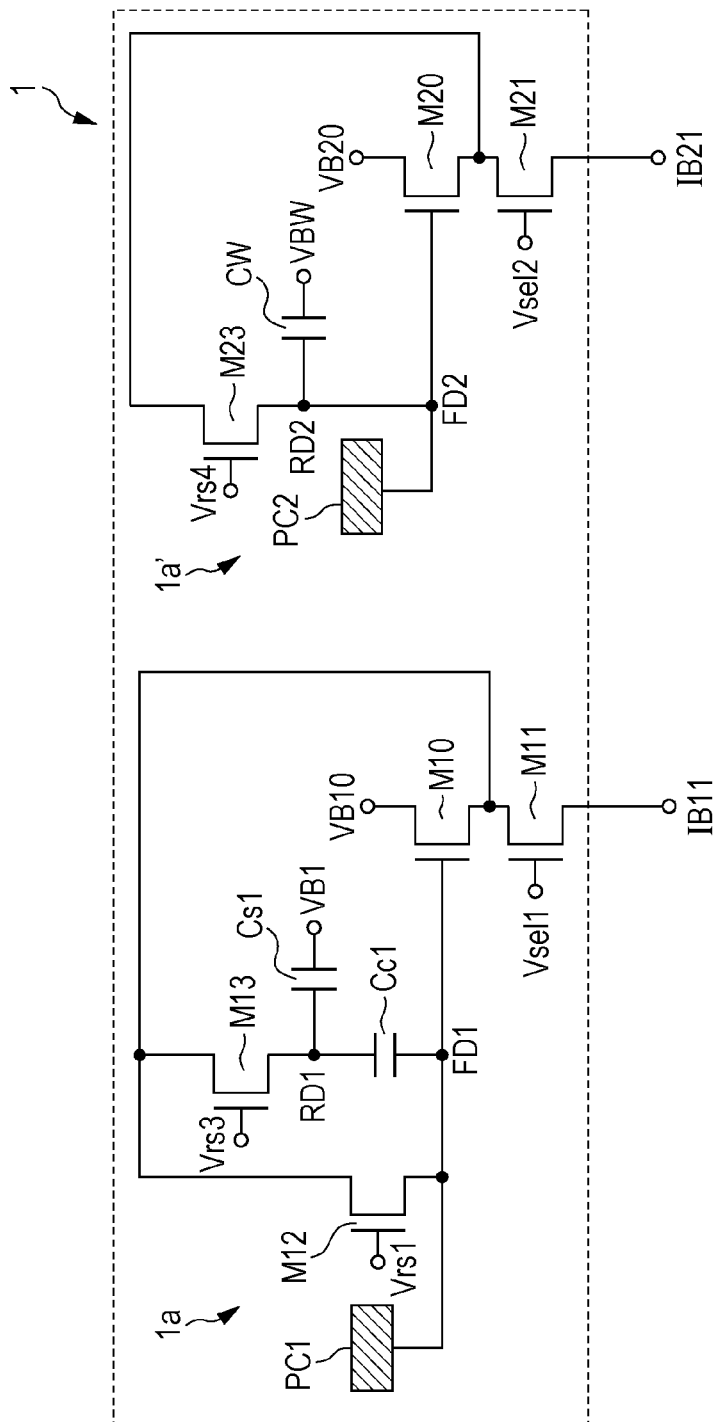 1
1a
PC1
M12
Vrs1
Vrs3
M13
RD1
Cs1
VB1
Cc1
FD1
VB10
M10
M11
Vsel1
IB11
1a'
PC2
Vrs4
M23
RD2
CW
VBW
FD2
VB20
M20
M21
Vsel2
IB21